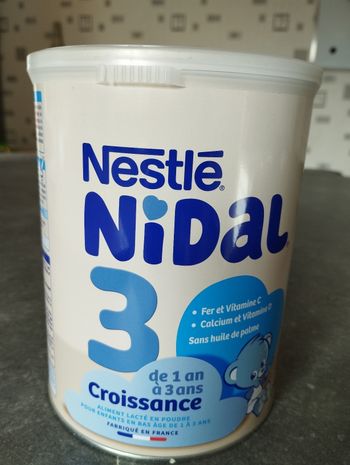 Nestlé®
NiDaL®
3
• Fer et Vitamine C
• Calcium et Vitamine D
Sans huile de palme
de 1 an
à 3 ans
Croissance
ALIMENT LACTÉ EN POUDRE
POUR ENFANTS EN BAS ÂGE DE 1 À 3 ANS
FABRIQUÉ EN FRANCE